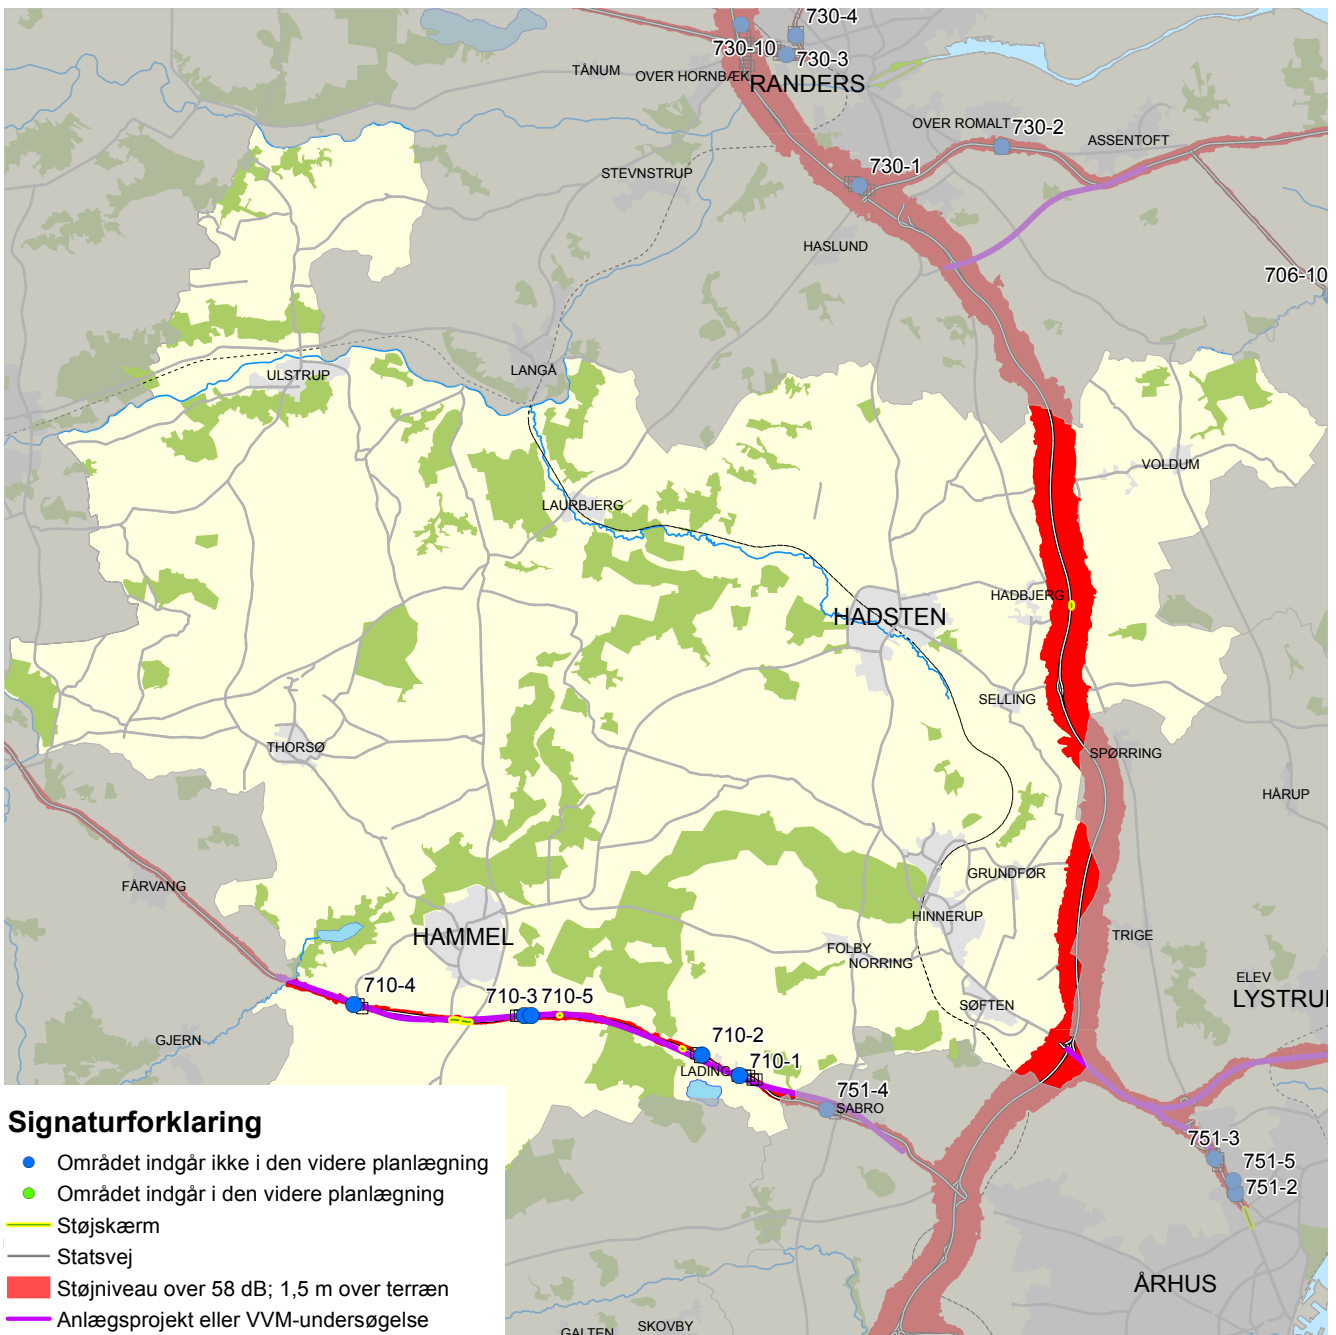 730-4
730-10
730-3
TÅNUM
OVER HORNBÆK
RANDERS
OVER ROMALT
730-2
ASSENTOFT
730-1
STEVNSTRUP
HASLUND
706-10
ULSTRUP
LANGÅ
VOLDUM
LAURBJERG
HADBJERG
HADSTEN
SELLING
THORSØ
SPØRRING
HÅRUP
FÅRVANG
GRUNDFØR
HINNERUP
HAMMEL
FOLBY
NORRING
TRIGE
ELEV
LYSTRU
710-4
710-3
710-5
SØFTEN
GJERN
710-2
LADING
710-1
751-4
SABRO
751-3
751-5
751-2
ÅRHUS
GALTEN
SKOVBY
Signaturforklaring
Området indgår ikke i den videre planlægning
Området indgår i den videre planlægning
Støjskærm
Statsvej
Støjniveau over 58 dB; 1,5 m over terræn
Anlægsprojekt eller VVM-undersøgelse